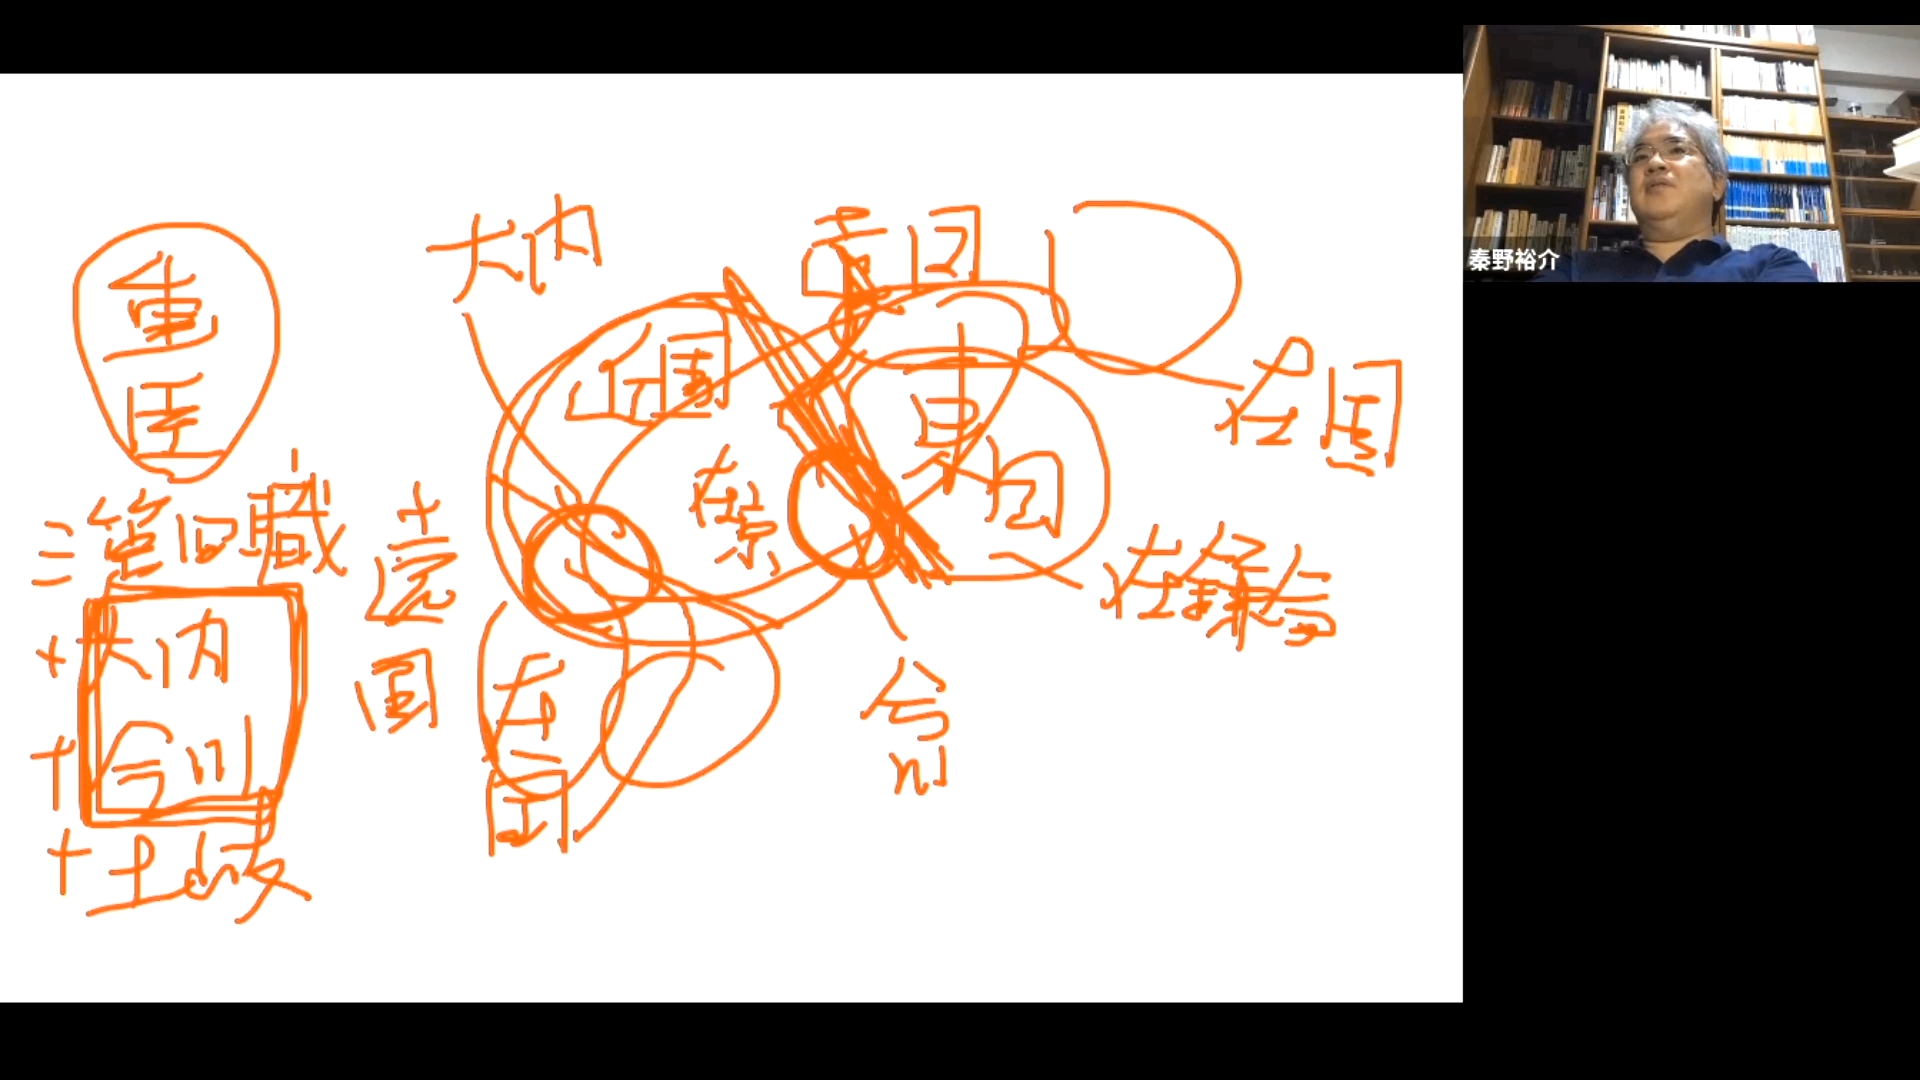 重臣
三管四職
+大内
+今川
+土岐
遠国
大内
近国
在京
在国
東国
在国
在鎌倉
今川
秦野裕介